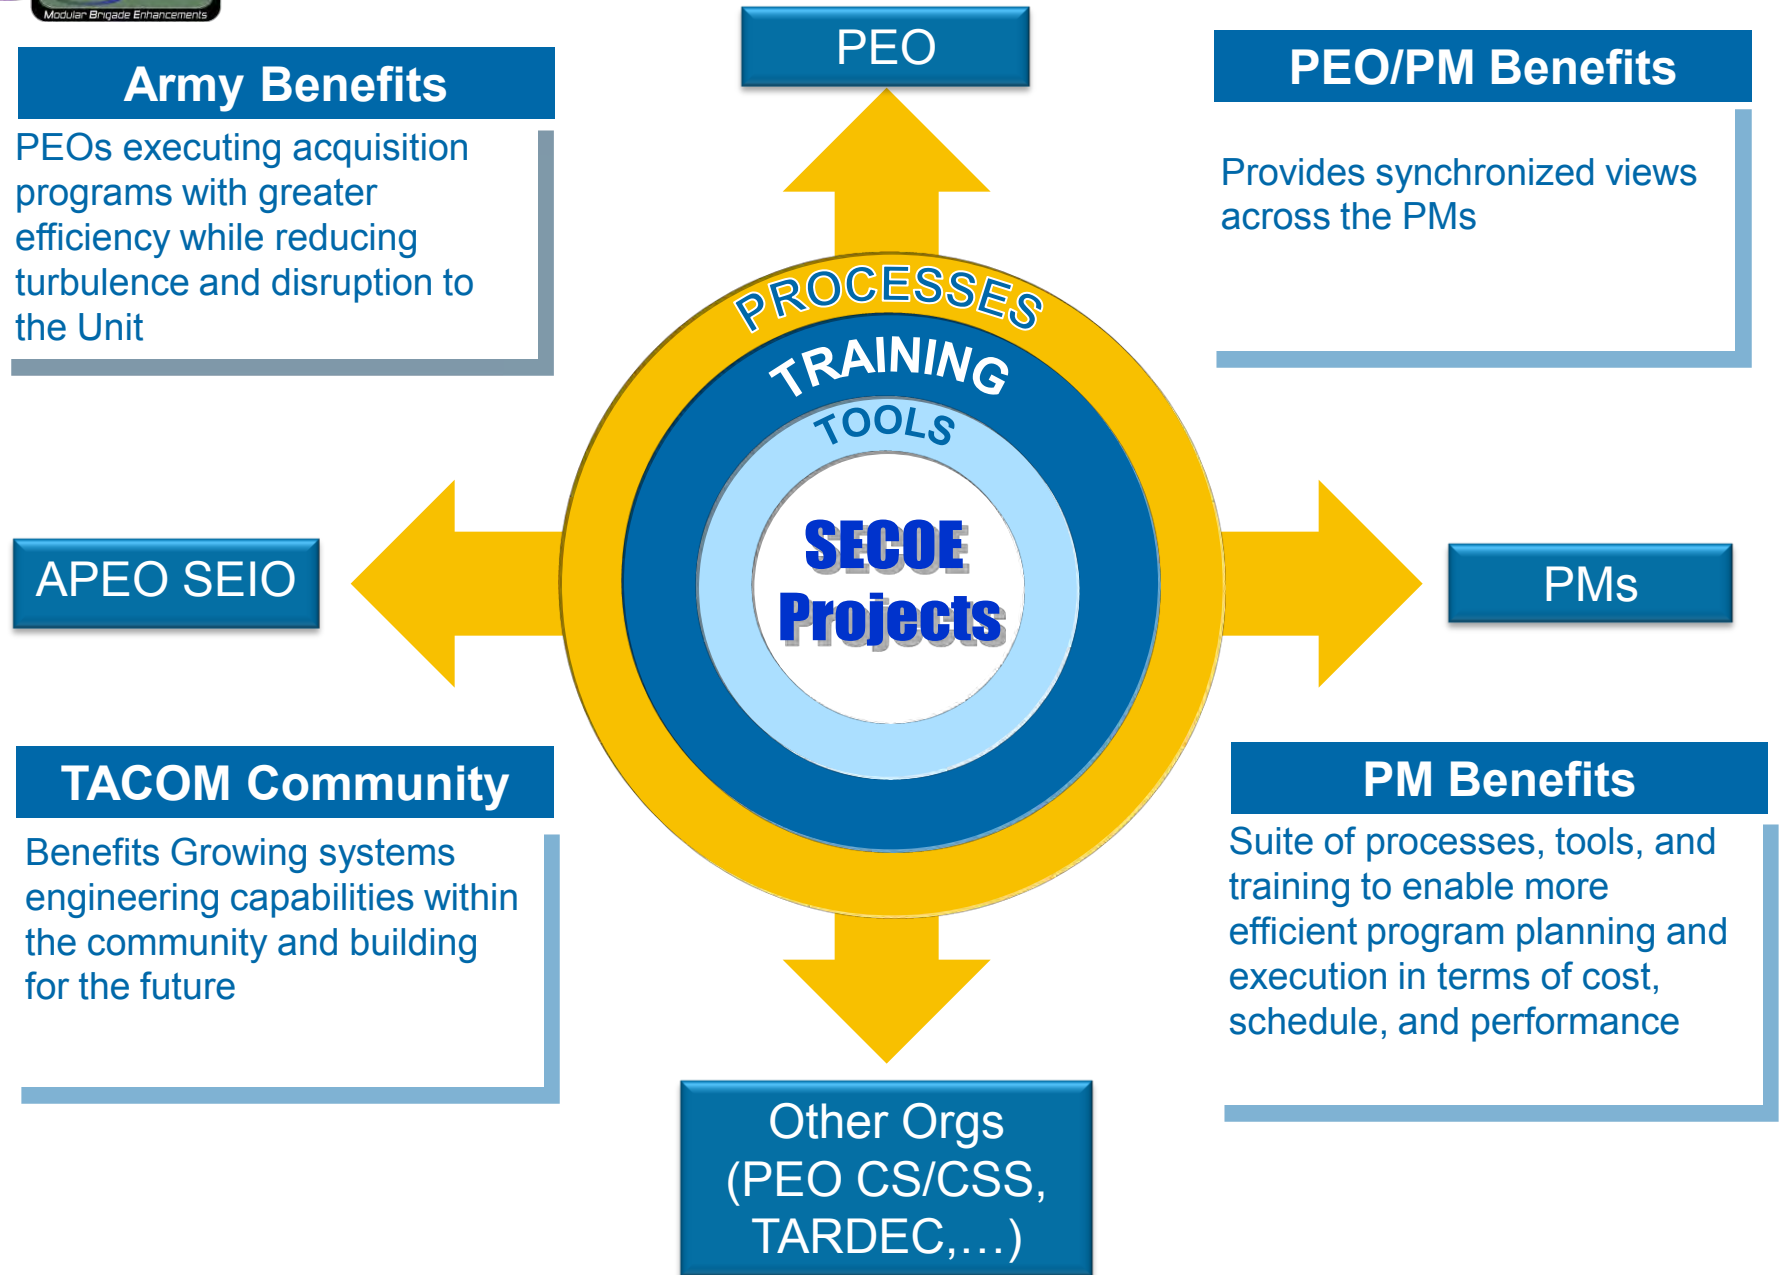 Modular Brigade Enhancements
PEO
Army Benefits
PEOs executing acquisition
programs with greater
efficiency while reducing
turbulence and disruption to
the Unit
PEO/PM Benefits
Provides synchronized views
across the PMs
PROCESSES
TRAINING
TOOLS
SECOE
Projects
APEO SEIO
PMs
TACOM Community
Benefits Growing systems
engineering capabilities within
the community and building
for the future
PM Benefits
Suite of processes, tools, and
training to enable more
efficient program planning and
execution in terms of cost,
schedule, and performance
Other Orgs
(PEO CS/CSS,
TARDEC,…)